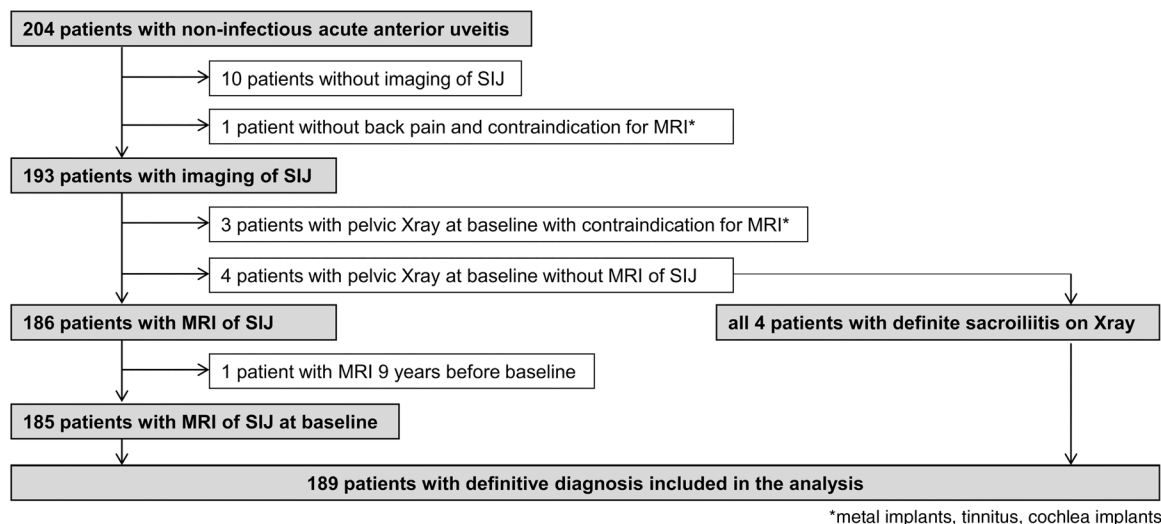 204 patients with non-infectious acute anterior uveitis
10 patients without imaging of SIJ
1 patient without back pain and contraindication for MRI*
193 patients with imaging of SIJ
3 patients with pelvic Xray at baseline with contraindication for MRI*
4 patients with pelvic Xray at baseline without MRI of SIJ
186 patients with MRI of SIJ
all 4 patients with definite sacroiliitis on Xray
1 patient with MRI 9 years before baseline
185 patients with MRI of SIJ at baseline
189 patients with definitive diagnosis included in the analysis
*metal implants, tinnitus, cochlea implants